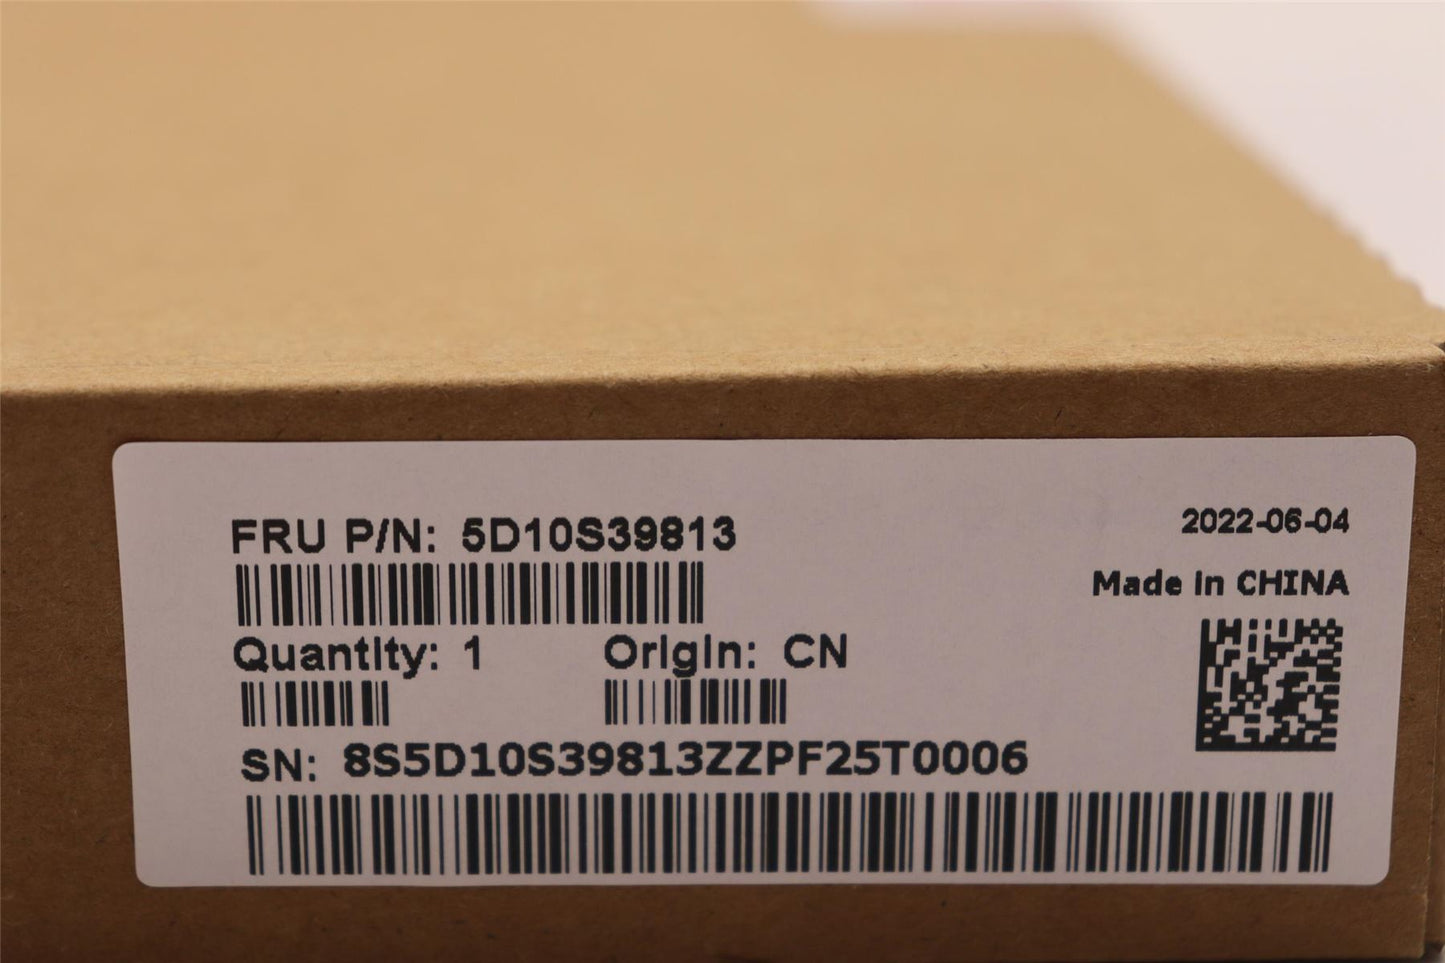 FRU P/N: 5D10S39813
2022-06-04
Made in CHINA
Quantity: 1
Origin: CN
SN: 8S5D10S39813ZZPF25T0006